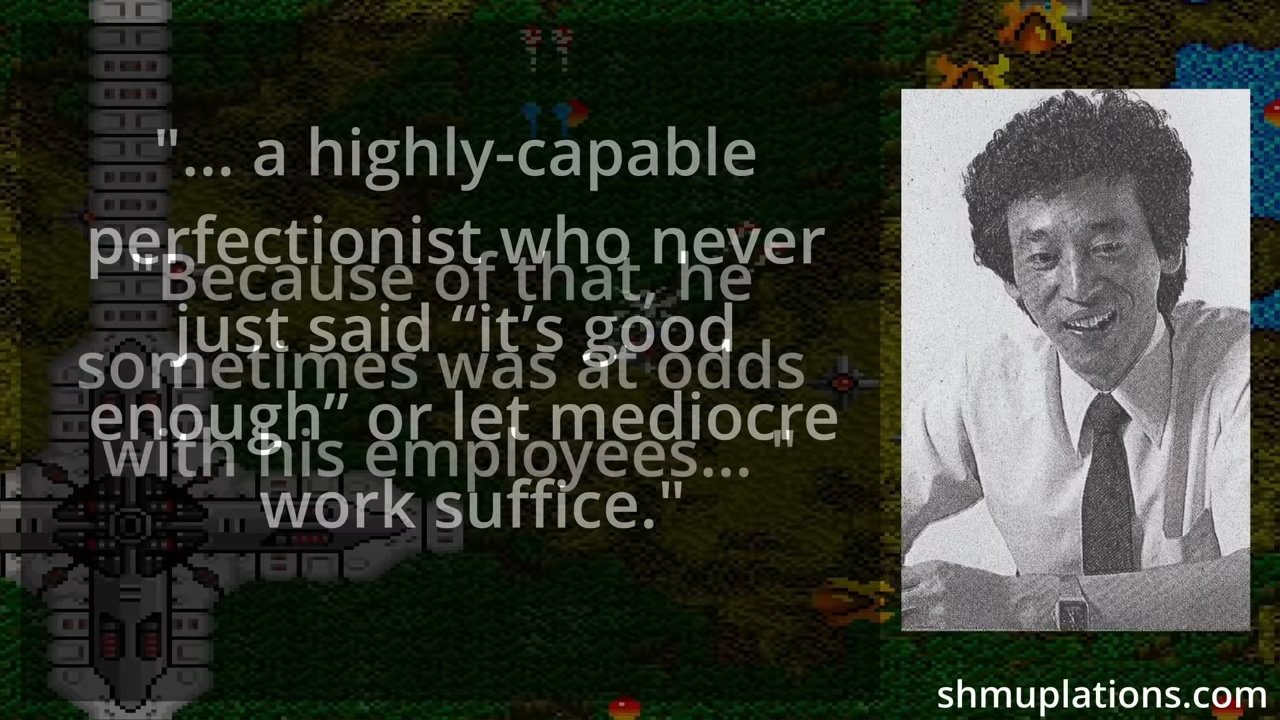 "... a highly-capable
perfectionist who never
just said “it’s good
enough” or let mediocre
work suffice."
"Because of that, he
sometimes was at odds
with his employees... "
shmuplations.com